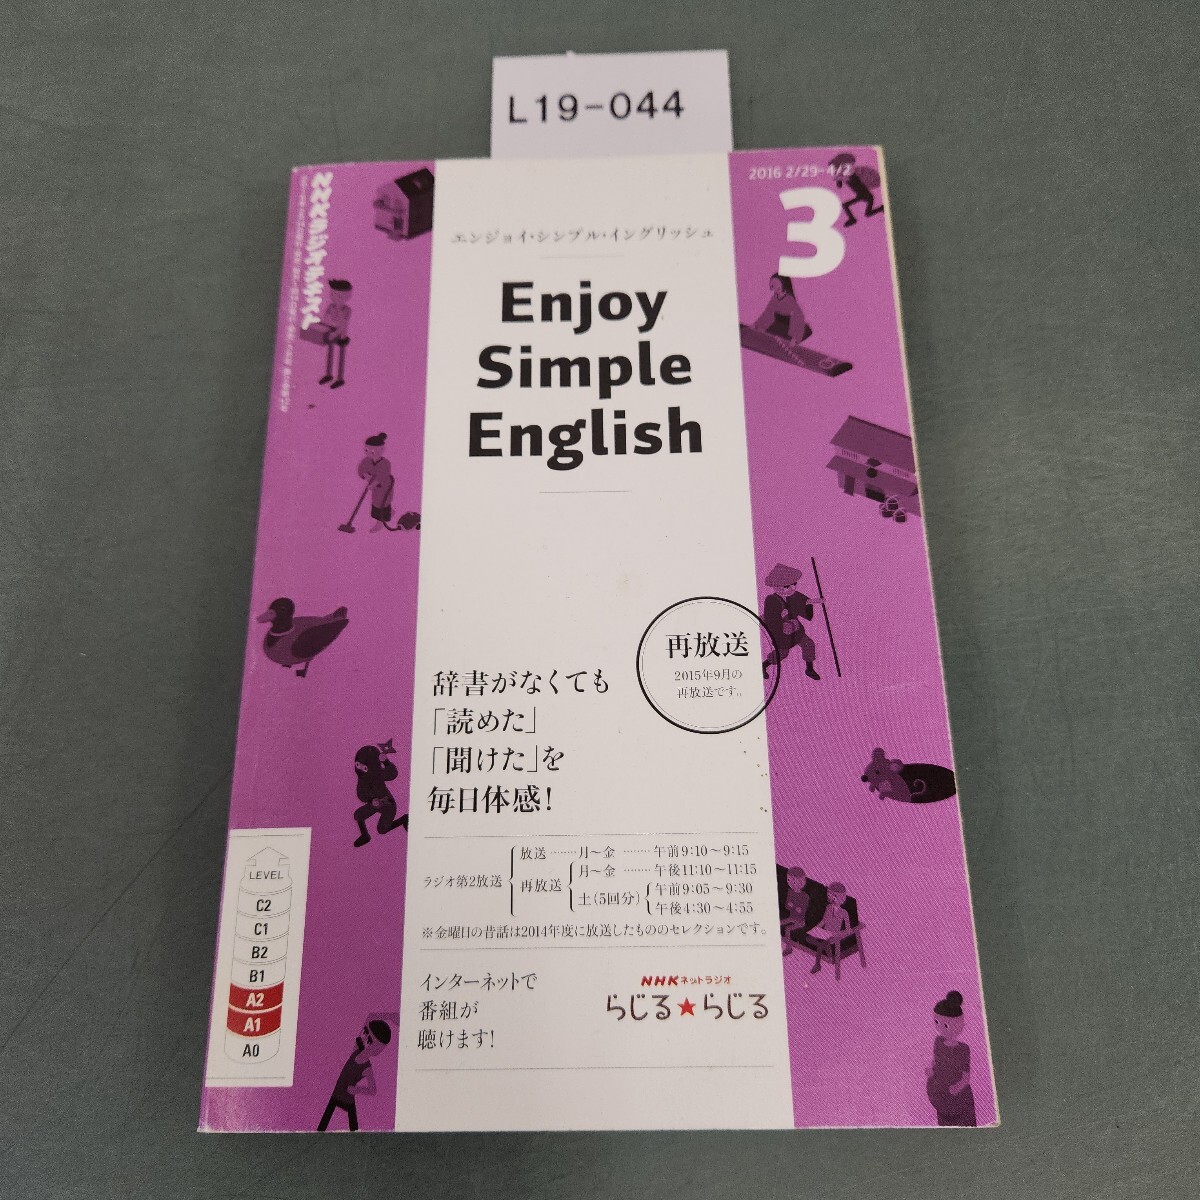 L19-044
2016 2/29-4/2
3
NHKラジオテキスト
エンジョイ・シンプル・イングリッシュ
Enjoy
Simple
English
再放送
2015年9月の
再放送です。
辞書がなくても
「読めた」
「聞けた」を
毎日体感!
ラジオ第2放送
放送……月〜金……午前9:10〜9:15
再放送
月〜金……午後11:10〜11:15
土(5回分)
午前9:05〜9:30
午後4:30〜4:55
※金曜日の昔話は2014年度に放送したもののセレクションです。
インターネットで
番組が
聴けます!
NHKネットラジオ
らじる★らじる
LEVEL
C2
C1
B2
B1
A2
A1
A0